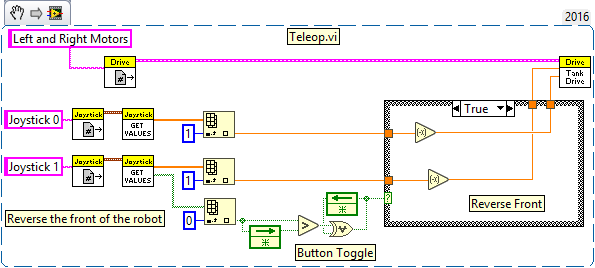 2016
Left and Right Motors
Teleop.vi
Drive
#
Drive
Tank
Drive
True
Joystick 0
Joystick
#
Joystick
GET
VALUES
1
(-x)
Joystick 1
Joystick
#
Joystick
GET
VALUES
1
(-x)
?
Reverse the front of the robot
0
>
Reverse Front
Button Toggle